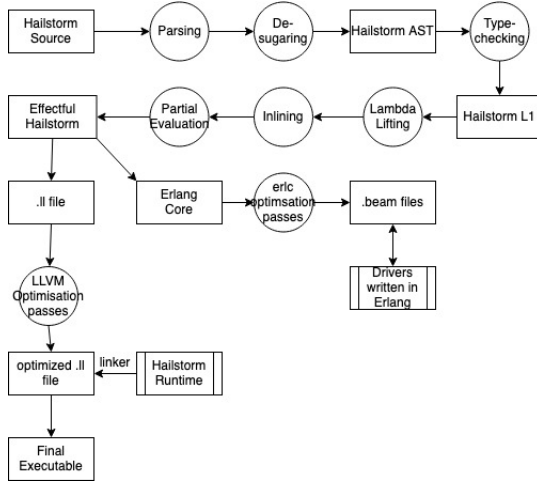 Hailstorm
Source
Parsing
De-
sugaring
Hailstorm AST
Type-
checking
Effectful
Hailstorm
Partial
Evaluation
Inlining
Lambda
Lifting
Hailstorm L1
.ll file
Erlang
Core
erlc
optimsation
passes
.beam files
LLVM
Optimisation
passes
Drivers
written in
Erlang
optimized .ll
file
linker
Hailstorm
Runtime
Final
Executable